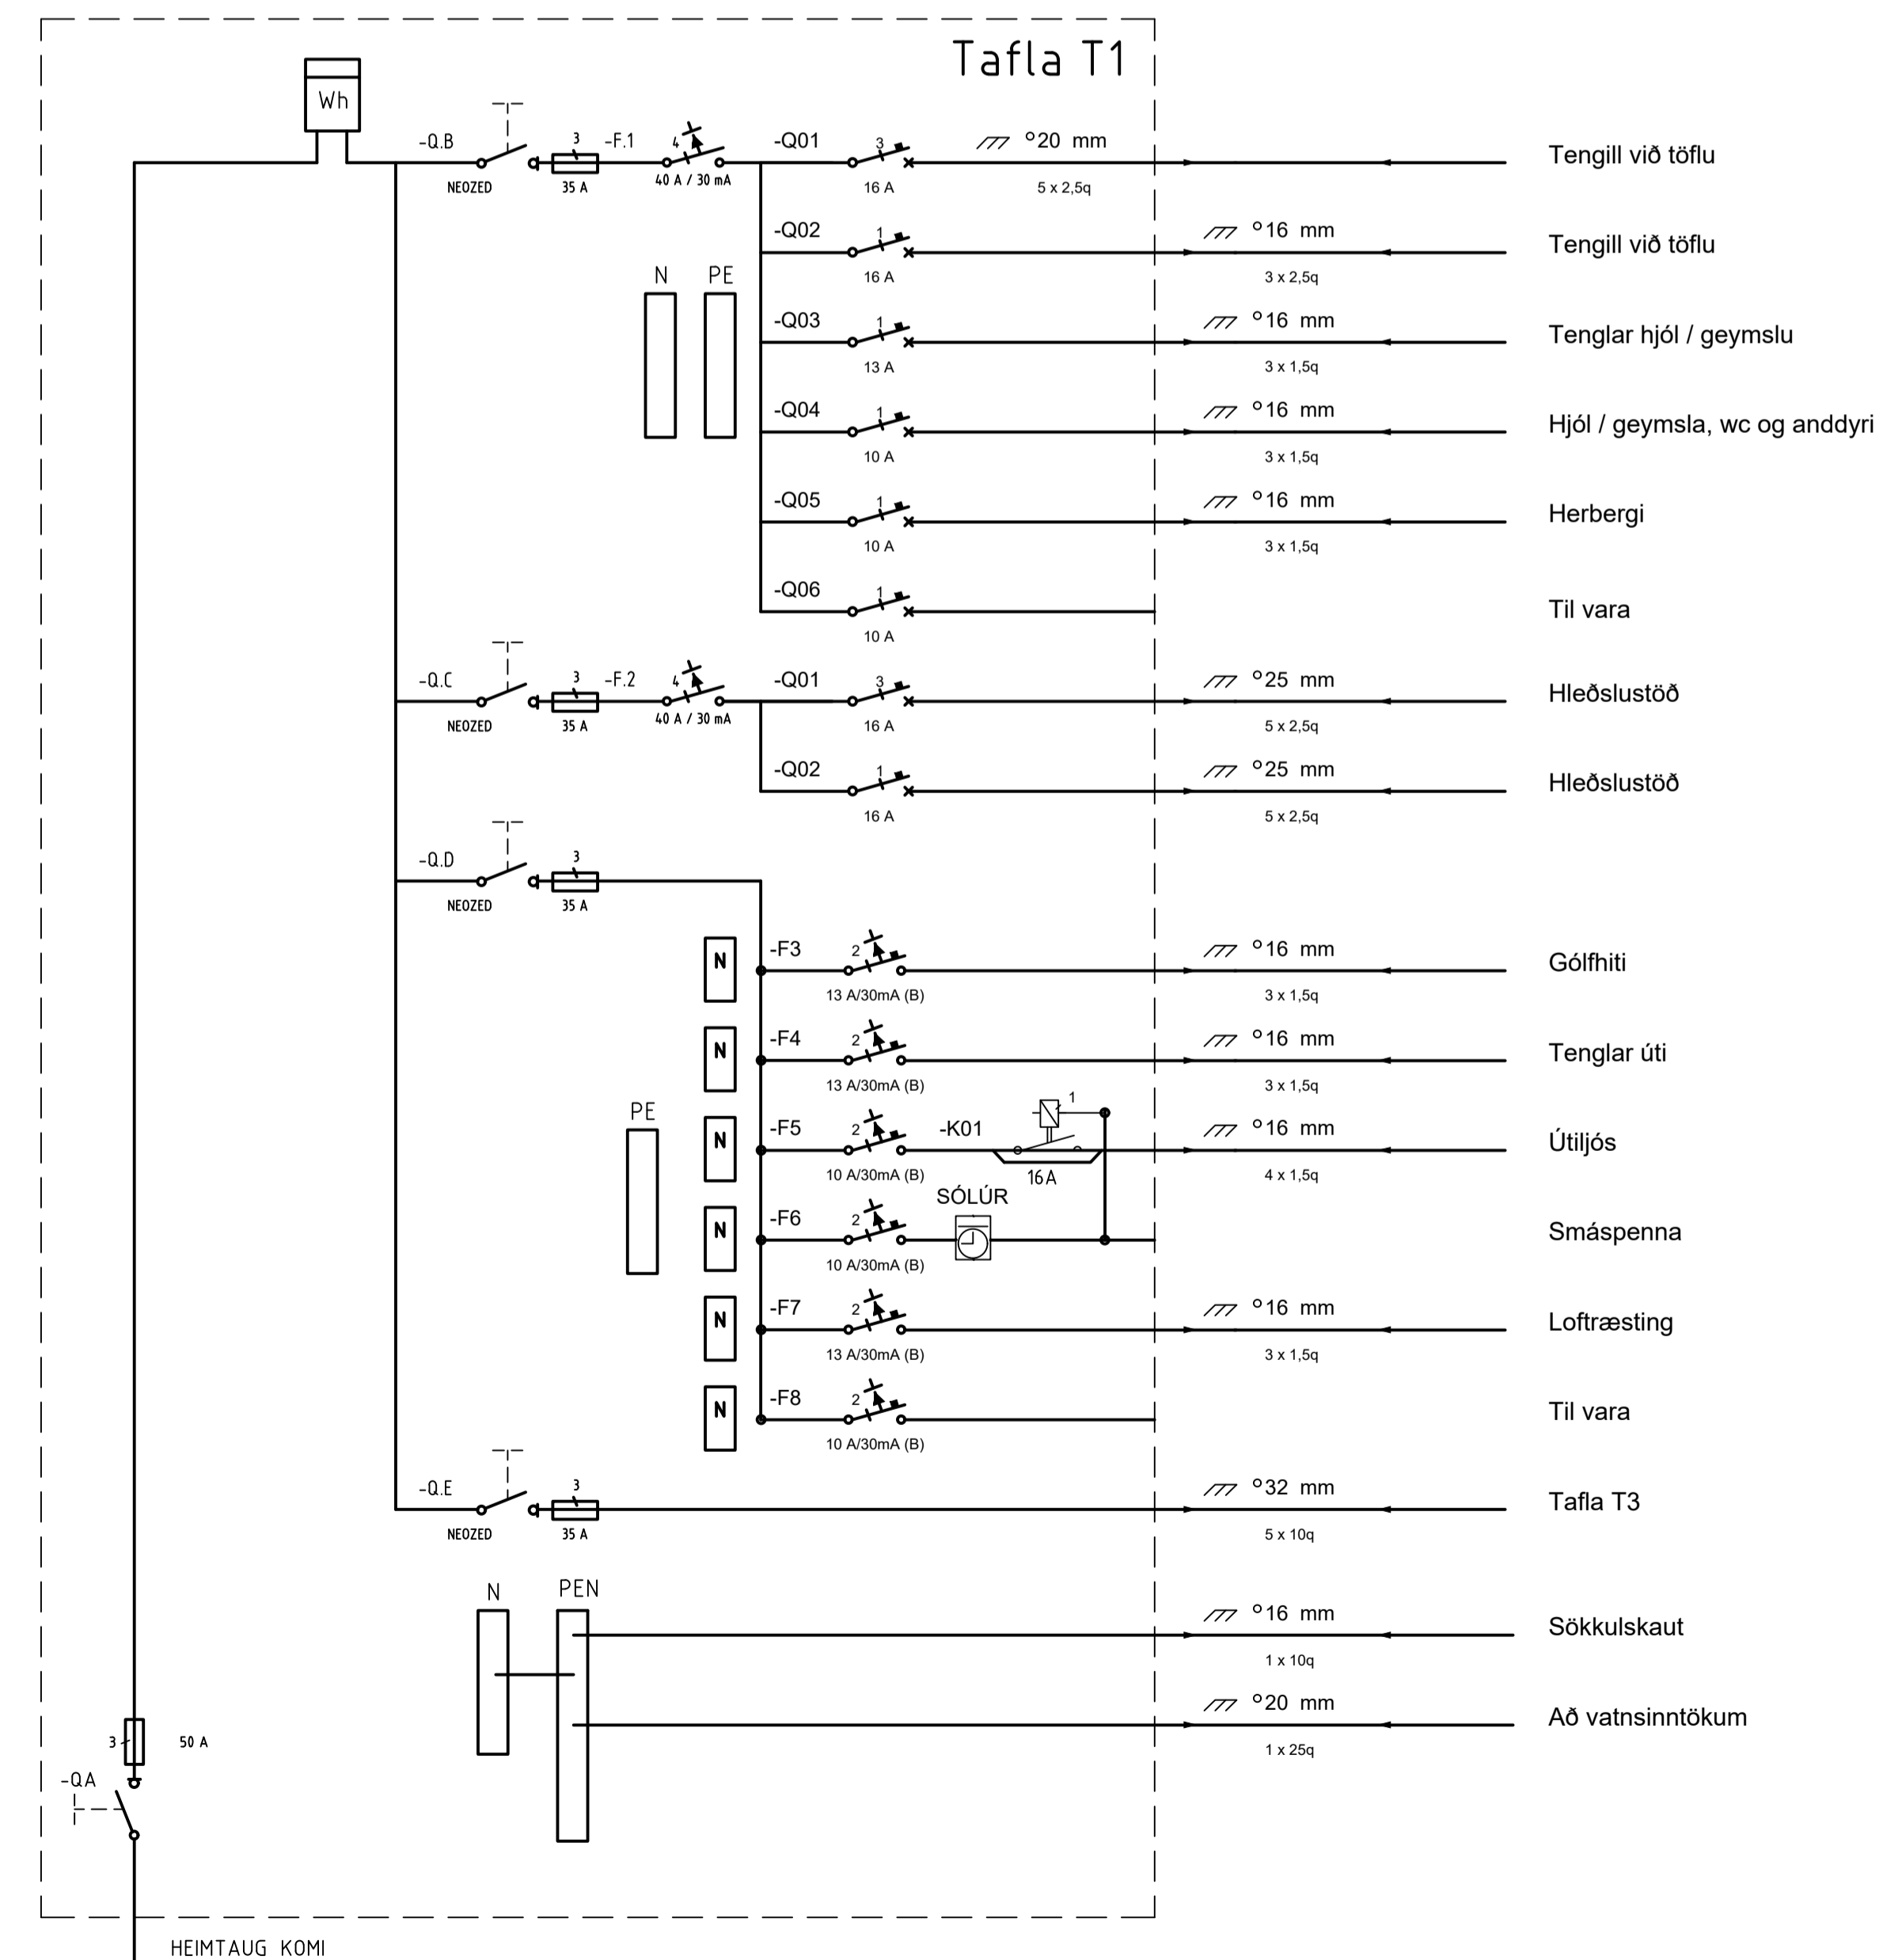 Tafla T1
Wh
-Q.B NEOZED 3 35 A -F.1 4 40 A / 30 mA -Q01 3 16 A °20 mm 5 x 2,5q Tengill við töflu
-Q02 1 16 A °16 mm 3 x 2,5q Tengill við töflu
N PE
-Q03 1 13 A °16 mm 3 x 1,5q Tenglar hjól / geymslu
-Q04 1 10 A °16 mm 3 x 1,5q Hjól / geymsla, wc og anddyri
-Q05 1 10 A °16 mm 3 x 1,5q Herbergi
-Q06 1 10 A Til vara
-Q.C NEOZED 3 35 A -F.2 4 40 A / 30 mA -Q01 3 16 A °25 mm 5 x 2,5q Hleðslustöð
-Q02 1 16 A °25 mm 5 x 2,5q Hleðslustöð
-Q.D NEOZED 3 35 A
N -F3 2 13 A/30mA (B) °16 mm 3 x 1,5q Gólfhiti
N -F4 2 13 A/30mA (B) °16 mm 3 x 1,5q Tenglar úti
PE
N -F5 2 10 A/30mA (B) -K01 1 16A °16 mm 4 x 1,5q Útiljós
N -F6 2 10 A/30mA (B) SÓLÚR Smáspenna
N -F7 2 13 A/30mA (B) °16 mm 3 x 1,5q Loftræsting
N -F8 2 10 A/30mA (B) Til vara
-Q.E NEOZED 3 35 A °32 mm 5 x 10q Tafla T3
N PEN
°16 mm 1 x 10q Sökkulskaut
°20 mm 1 x 25q Að vatnsinntökum
3 50 A
-QA
HEIMTAUG KOMI